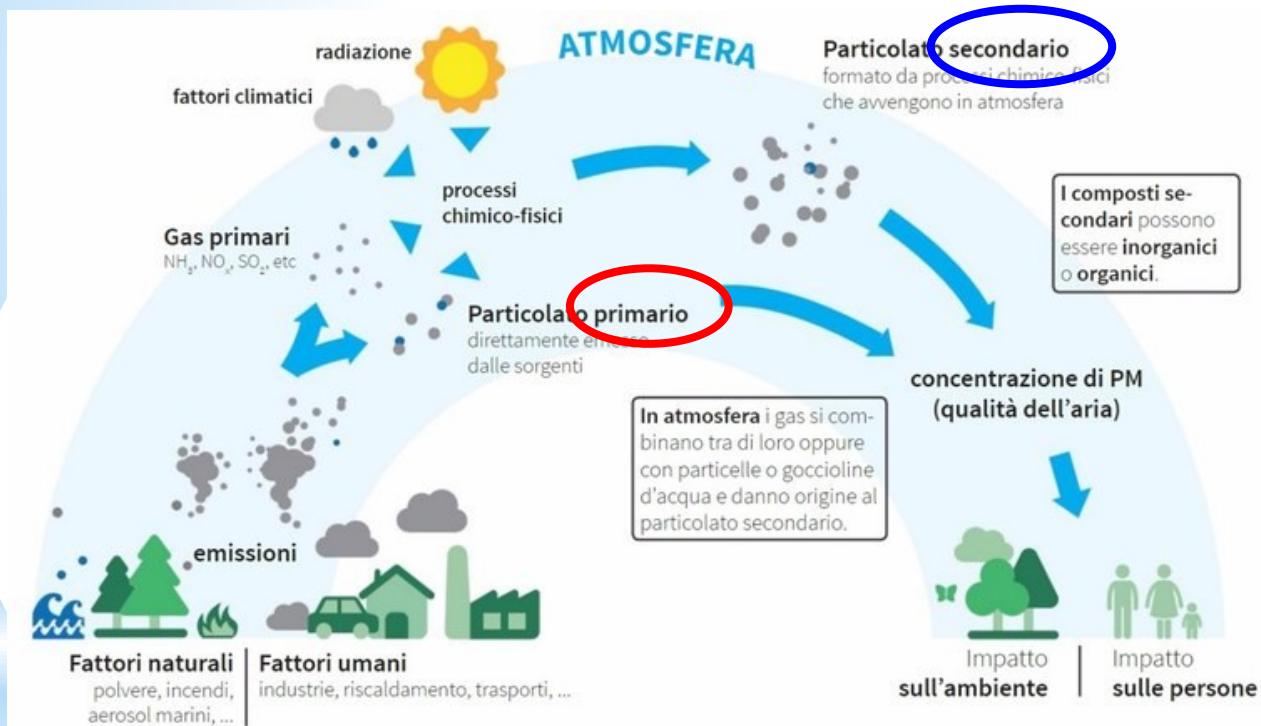 ATMOSFERA
radiazione
fattori climatici
processi
chimico-fisici
Gas primari
NH₃, NOₓ, SO₂, etc
Particolato primario
direttamente emesso
dalle sorgenti
Particolato secondario
formato da processi chimico-fisici
che avvengono in atmosfera
I composti se-
condari possono
essere inorganici
o organici.
In atmosfera i gas si com-
binano tra di loro oppure
con particelle o goccioline
d'acqua e danno origine al
particolato secondario.
concentrazione di PM
(qualità dell'aria)
emissioni
Fattori naturali
polvere, incendi,
aerosol marini, ...
Fattori umani
industrie, riscaldamento, trasporti, ...
Impatto
sull'ambiente
Impatto
sulle persone